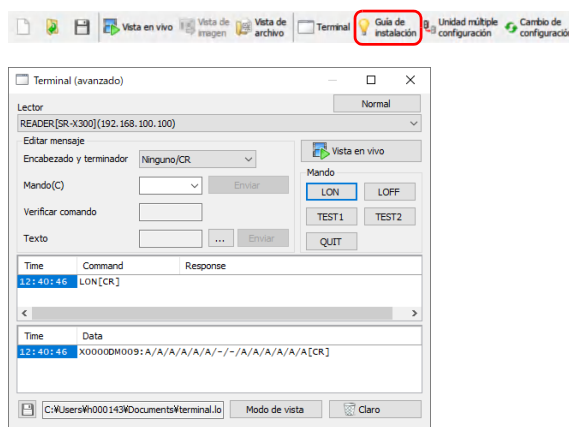 Vista en vivo Vista de imagen Vista de archivo Terminal Guía de instalación Unidad múltiple configuración Cambio de configuración
Terminal (avanzado)
Lector Normal
READER[SR-X300](192.168.100.100)
Editar mensaje
Encabezado y terminador Ninguno/CR Vista en vivo
Mando
Mando(C) Enviar LON LOFF
Verificar comando TEST1 TEST2
Texto ... Enviar QUIT
Time Command Response
12:40:46 LON[CR]
Time Data
12:40:46 X0000DM009:A/A/A/A/A/A/-/-/A/A/A/A/A/A[CR]
C:¥Users¥h000143¥Documents¥terminal.lo Modo de vista Claro